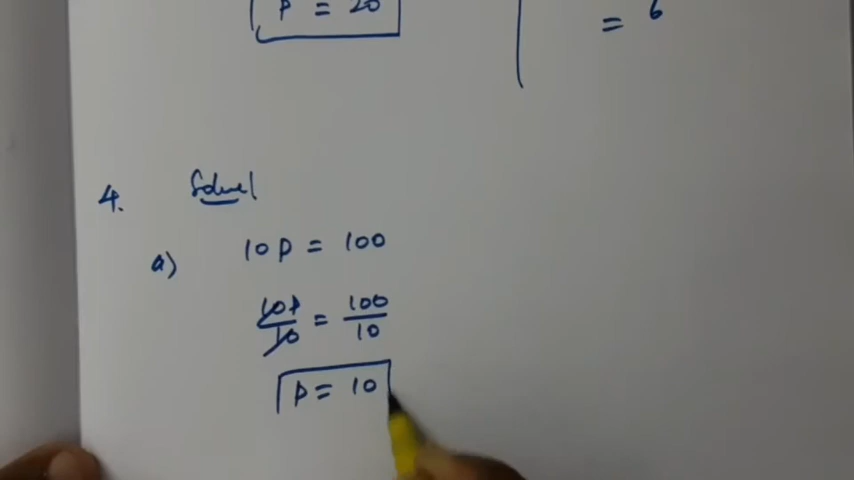 p = 20
= 6
4. Solve
a) 10p = 100
10p/10 = 100/10
p = 10